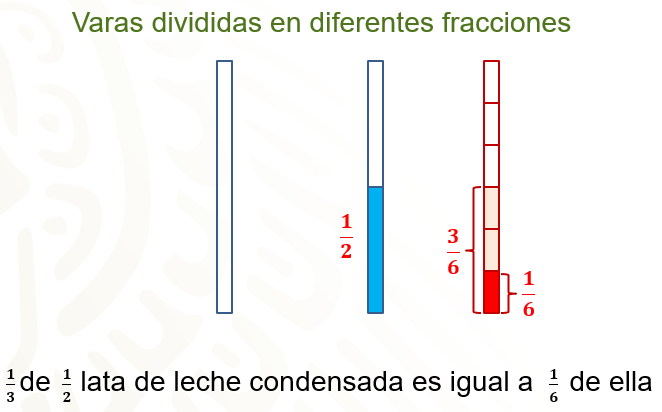 Varas divididas en diferentes fracciones
1/2
3/6
1/6
1/3 de 1/2 lata de leche condensada es igual a 1/6 de ella